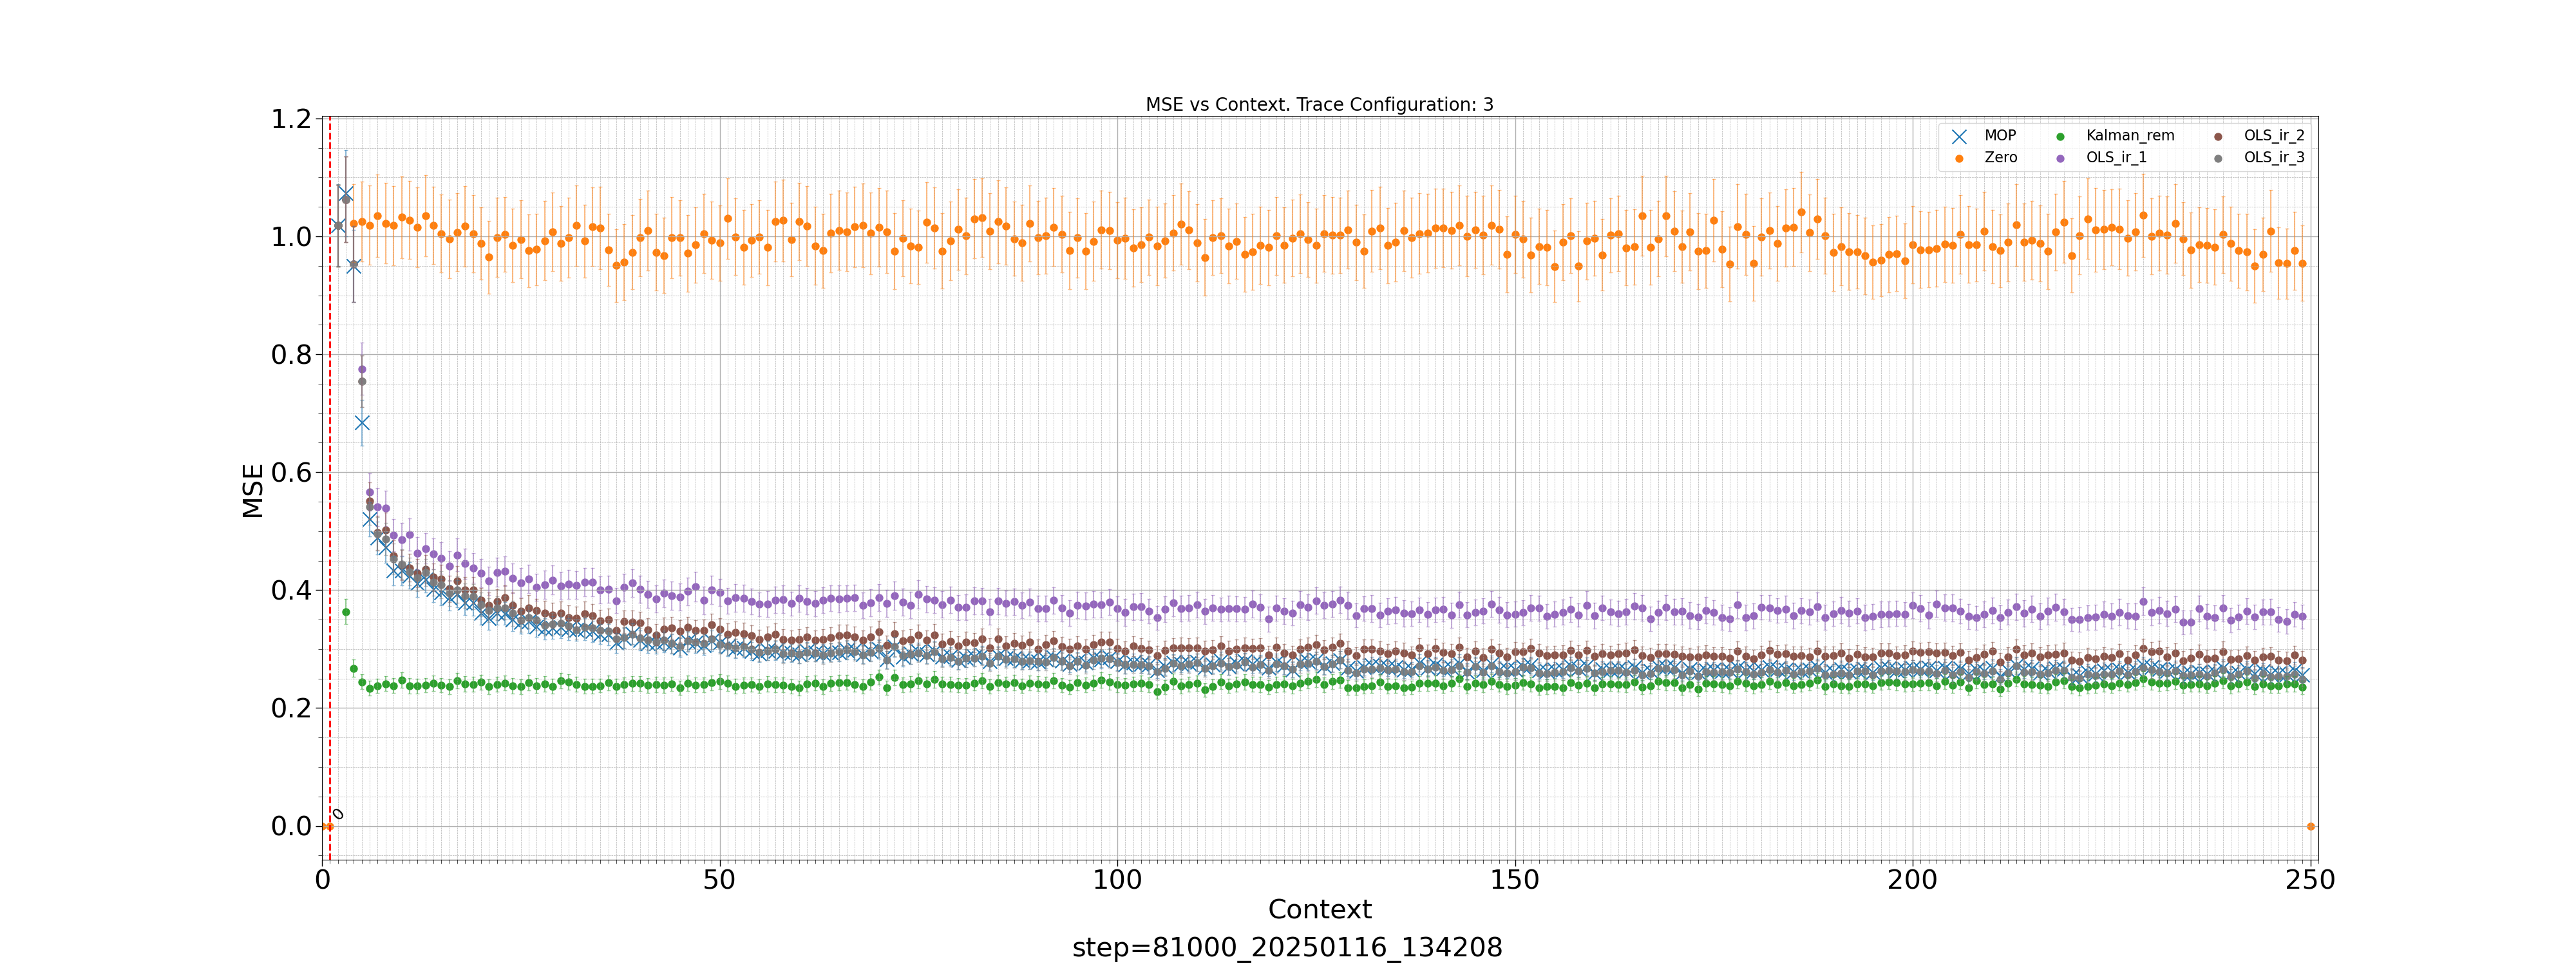 MSE vs Context. Trace Configuration: 3
MOP
Zero
Kalman_rem
OLS_ir_1
OLS_ir_2
OLS_ir_3
MSE
1.2
1.0
0.8
0.6
0.4
0.2
0.0
0
0 50 100 150 200 250
Context
step=81000_20250116_134208